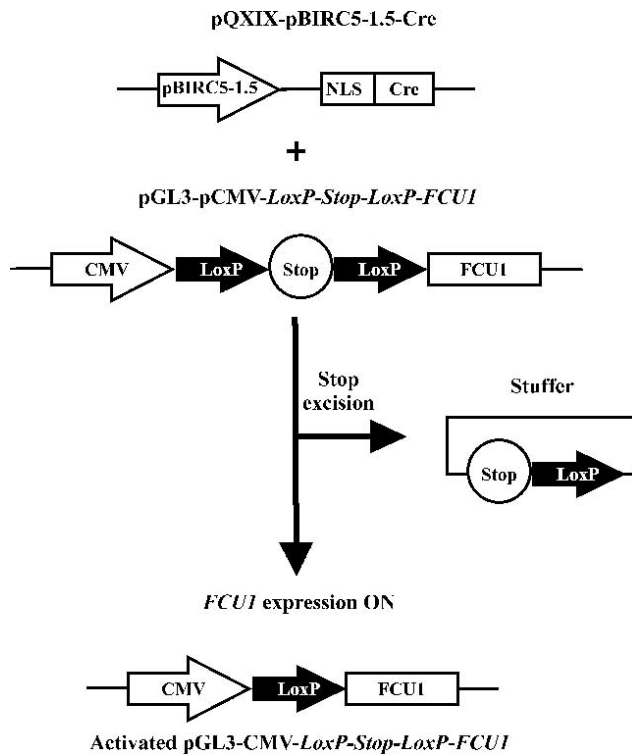 pQXIX-pBIRC5-1.5-Cre
pBIRC5-1.5 NLS Cre
+
pGL3-pCMV-LoxP-Stop-LoxP-FCU1
CMV LoxP Stop LoxP FCU1
Stop
excision
Stuffer
Stop LoxP
FCU1 expression ON
CMV LoxP FCU1
Activated pGL3-CMV-LoxP-Stop-LoxP-FCU1